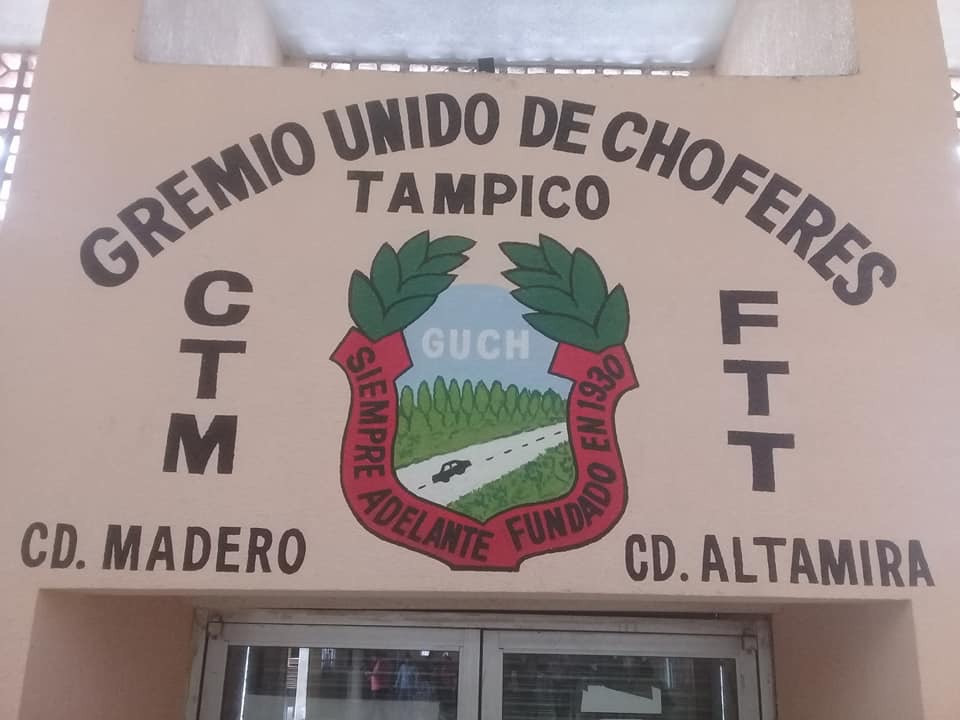 GREMIO UNIDO DE CHOFERES
TAMPICO
CTM
FTT
GUCH
SIEMPRE ADELANTE FUNDADO EN 1930
CD. MADERO
CD. ALTAMIRA